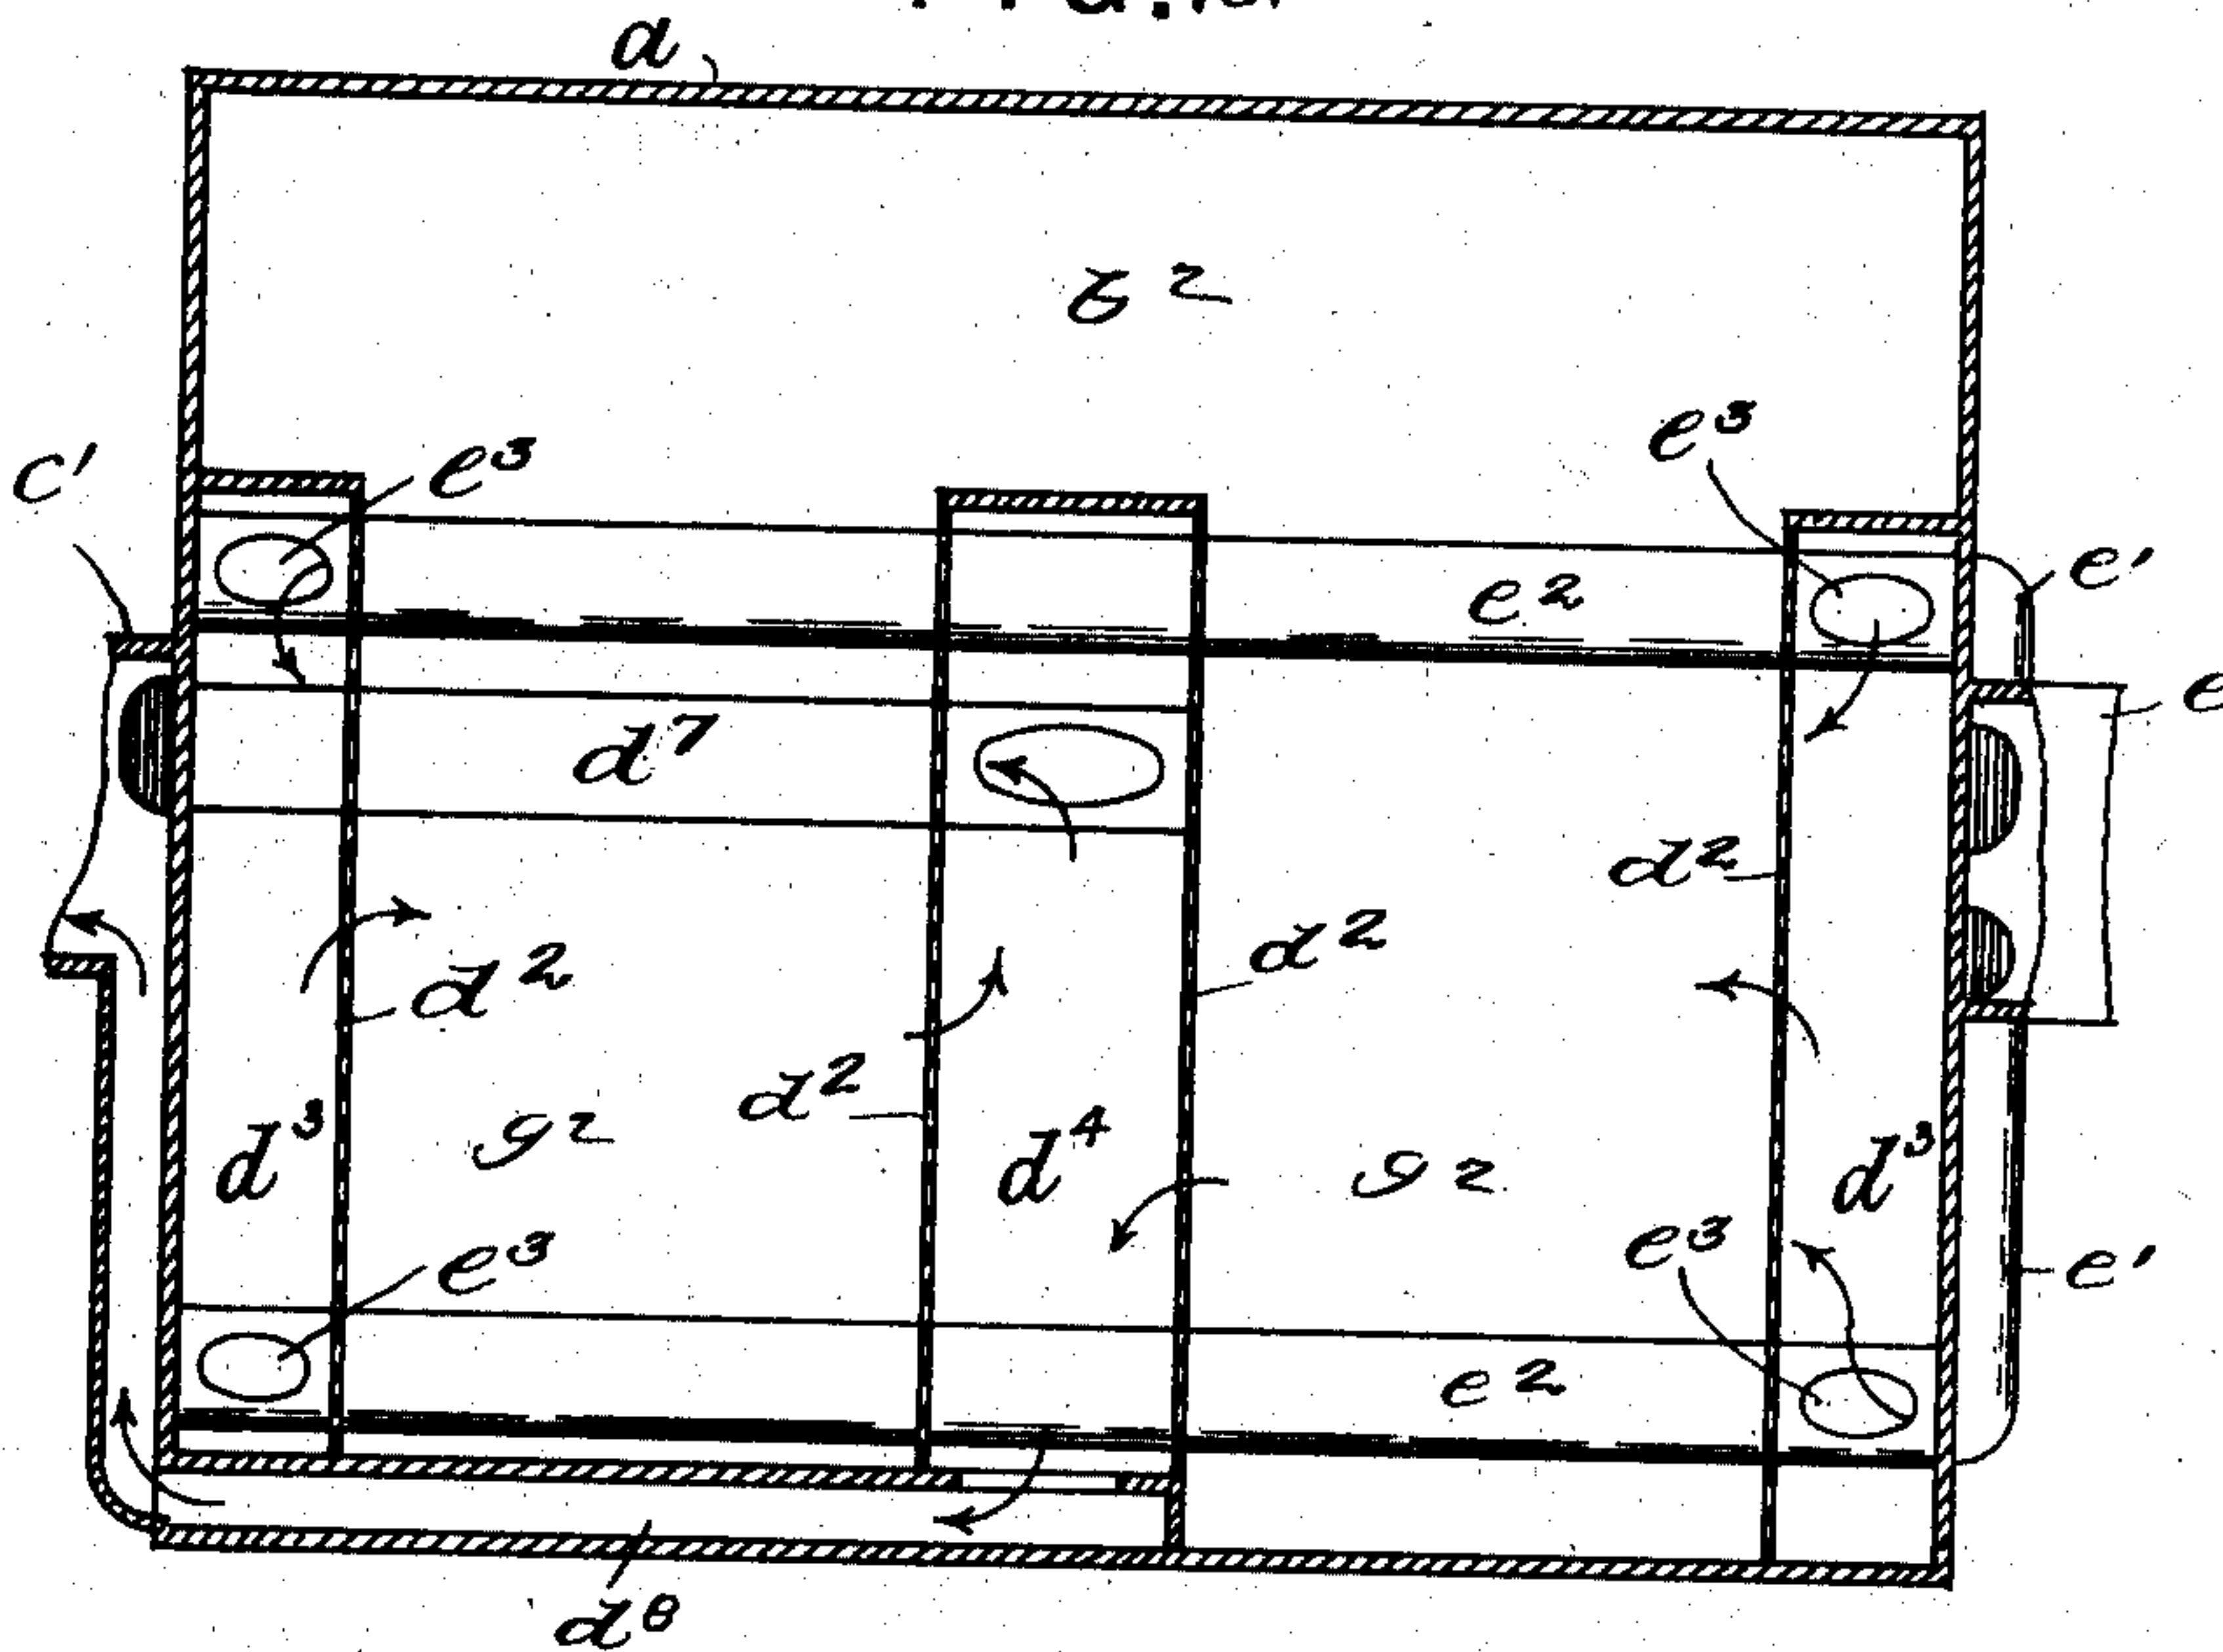 a
b²
c' e³ e³
e² e'
e
d⁷
d²
d² d²
d²
d³ g² d⁴ g² d³
e³ e³ e'
e²
d⁸